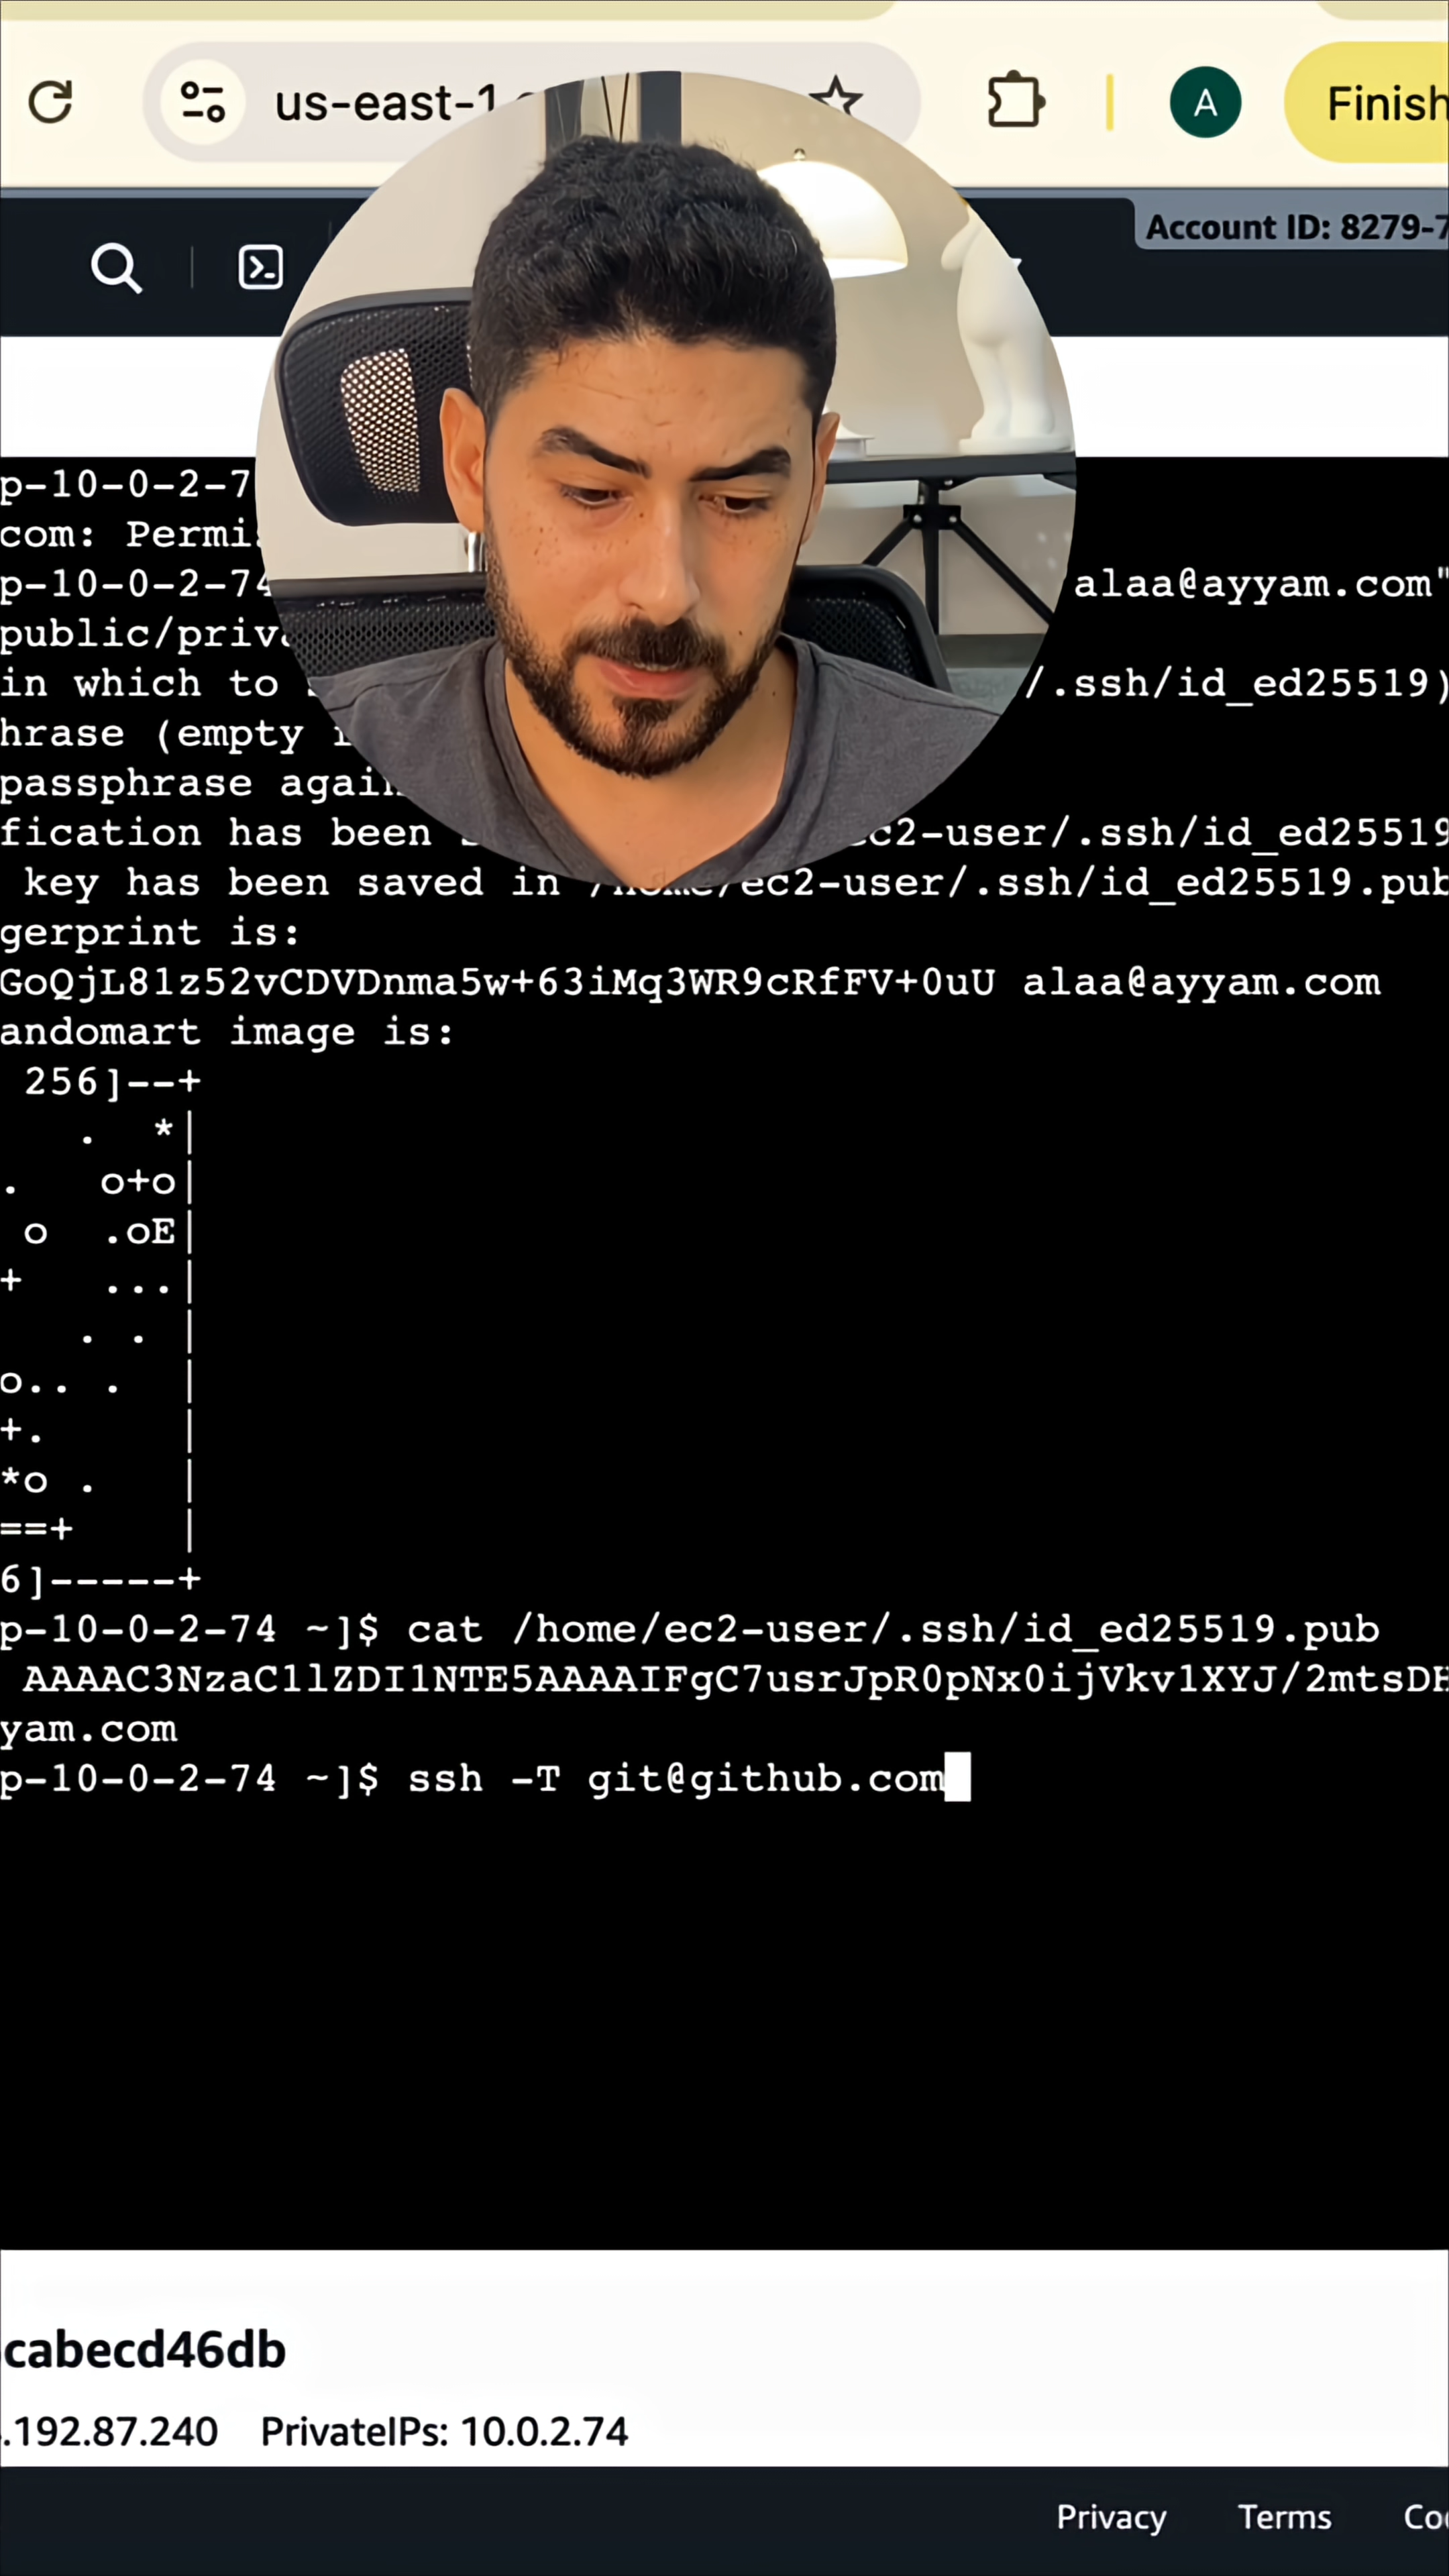 us-east-1.
A
Finish
Account ID: 8279-7
p-10-0-2-7
com: Permi
p-10-0-2-74 alaa@ayyam.com"
public/priva
in which to /.ssh/id_ed25519)
hrase (empty
passphrase again
fication has been c2-user/.ssh/id_ed25519
key has been saved in /home/ec2-user/.ssh/id_ed25519.pub
gerprint is:
GoQjL81z52vCDVDnma5w+63iMq3WR9cRfFV+0uU alaa@ayyam.com
andomart image is:
256]--+
. *|
. o+o|
o .oE|
+ ...|
. . |
o.. . |
+. |
*o . |
==+ |
6]-----+
p-10-0-2-74 ~]$ cat /home/ec2-user/.ssh/id_ed25519.pub
AAAAC3NzaC1lZDI1NTE5AAAAIFgC7usrJpR0pNx0ijVkv1XYJ/2mtsDH
yam.com
p-10-0-2-74 ~]$ ssh -T git@github.com
cabecd46db
.192.87.240 PrivateIPs: 10.0.2.74
Privacy Terms Coo